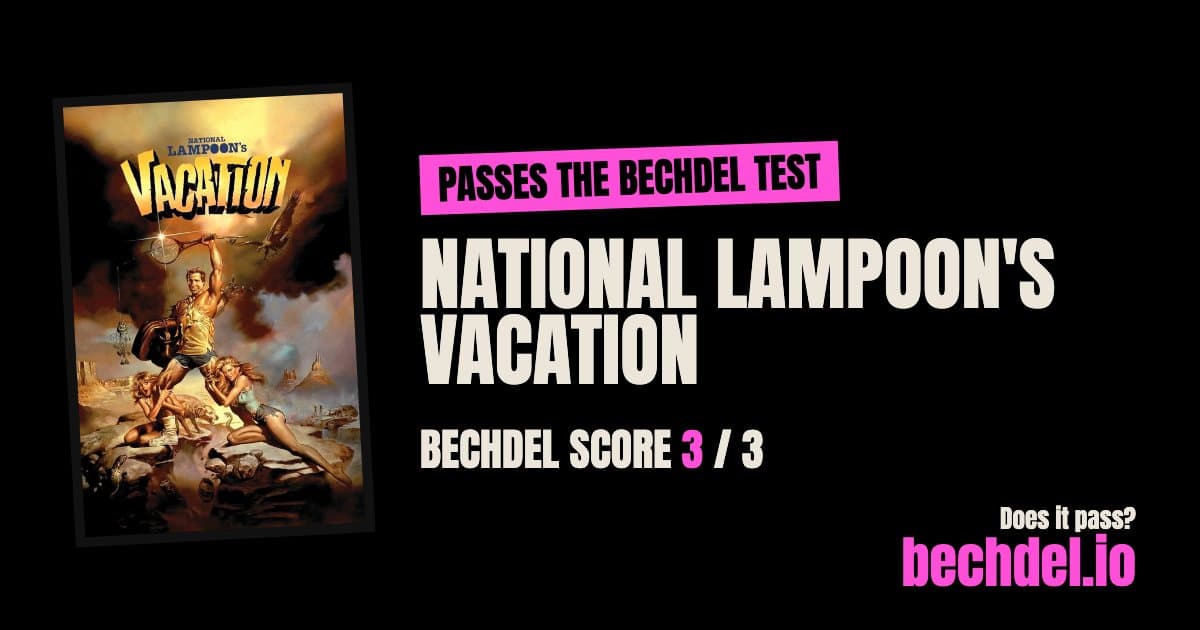 NATIONAL
LAMPOON'S
VACATION
PASSES THE BECHDEL TEST
NATIONAL LAMPOON'S
VACATION
BECHDEL SCORE 3 / 3
Does it pass?
bechdel.io